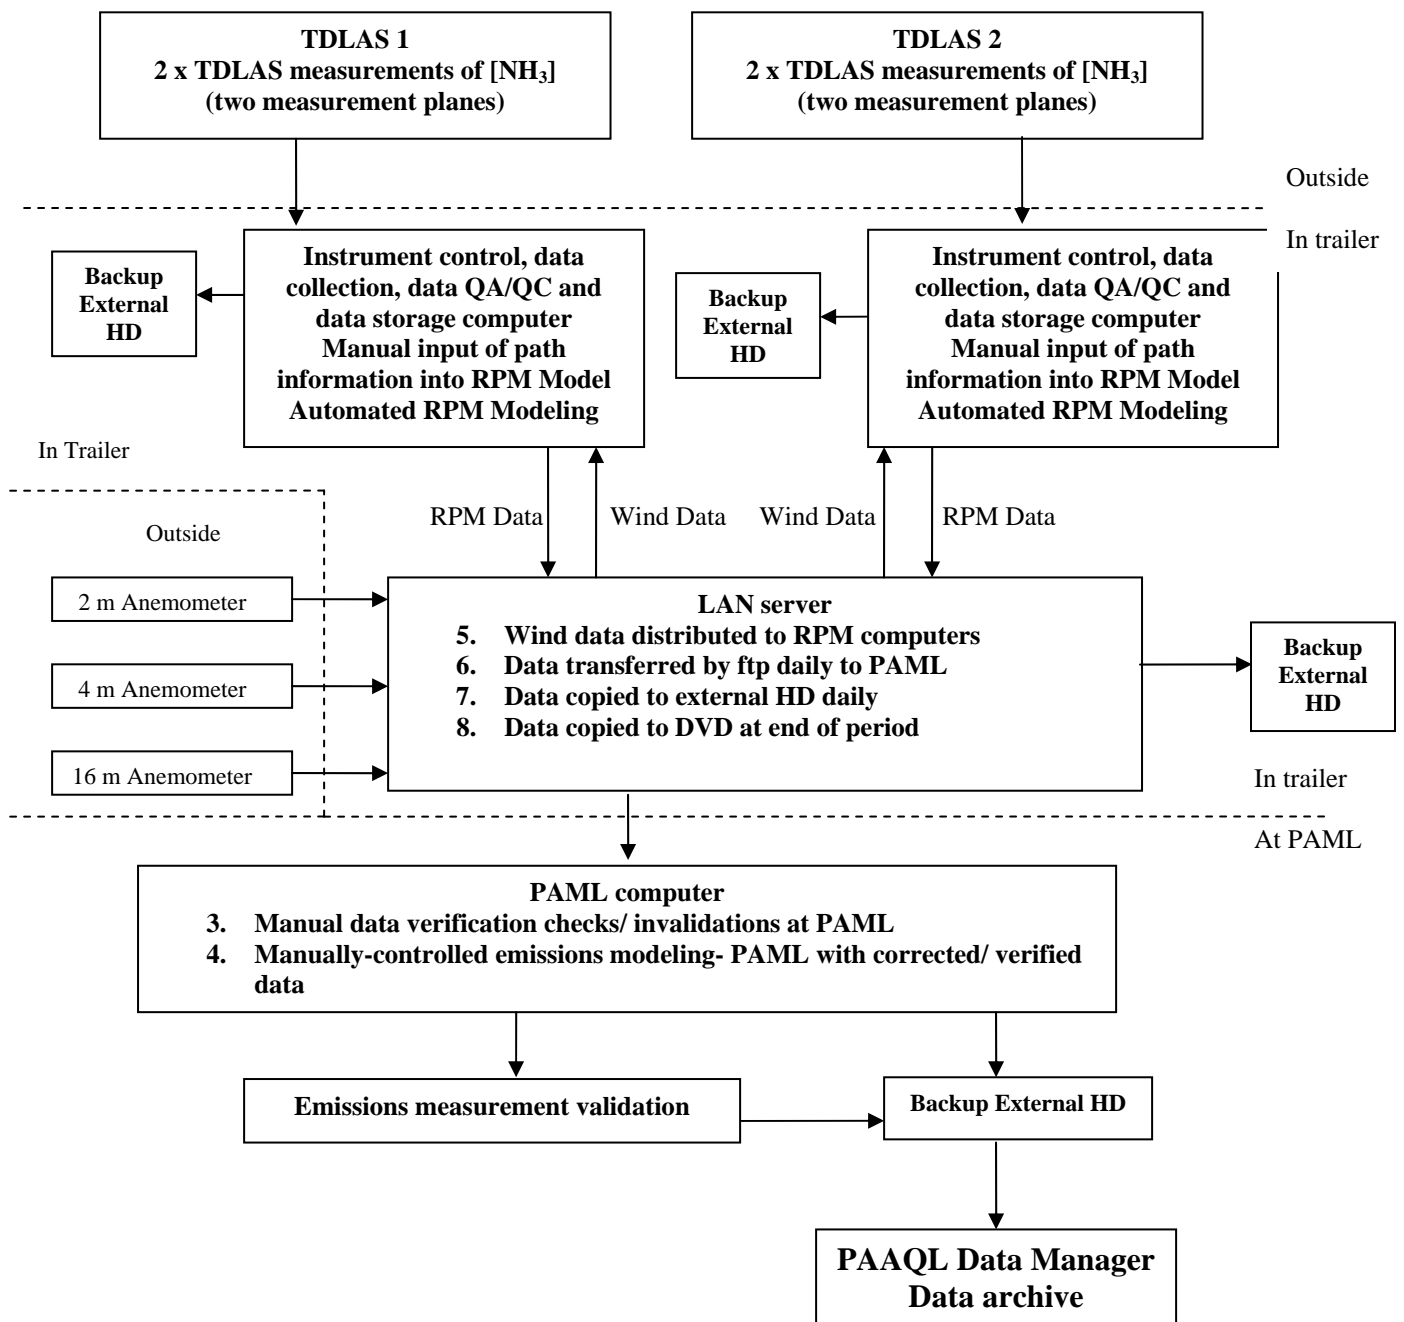 TDLAS 1
2 x TDLAS measurements of [NH₃]
(two measurement planes)
TDLAS 2
2 x TDLAS measurements of [NH₃]
(two measurement planes)
Outside
In trailer
Backup
External
HD
Instrument control, data
collection, data QA/QC and
data storage computer
Manual input of path
information into RPM Model
Automated RPM Modeling
Backup
External
HD
Instrument control, data
collection, data QA/QC and
data storage computer
Manual input of path
information into RPM Model
Automated RPM Modeling
In Trailer
Outside
RPM Data
Wind Data
Wind Data
RPM Data
2 m Anemometer
4 m Anemometer
16 m Anemometer
LAN server
5. Wind data distributed to RPM computers
6. Data transferred by ftp daily to PAML
7. Data copied to external HD daily
8. Data copied to DVD at end of period
Backup
External
HD
In trailer
At PAML
PAML computer
3. Manual data verification checks/ invalidations at PAML
4. Manually-controlled emissions modeling- PAML with corrected/ verified
data
Emissions measurement validation
Backup External HD
PAAQL Data Manager
Data archive